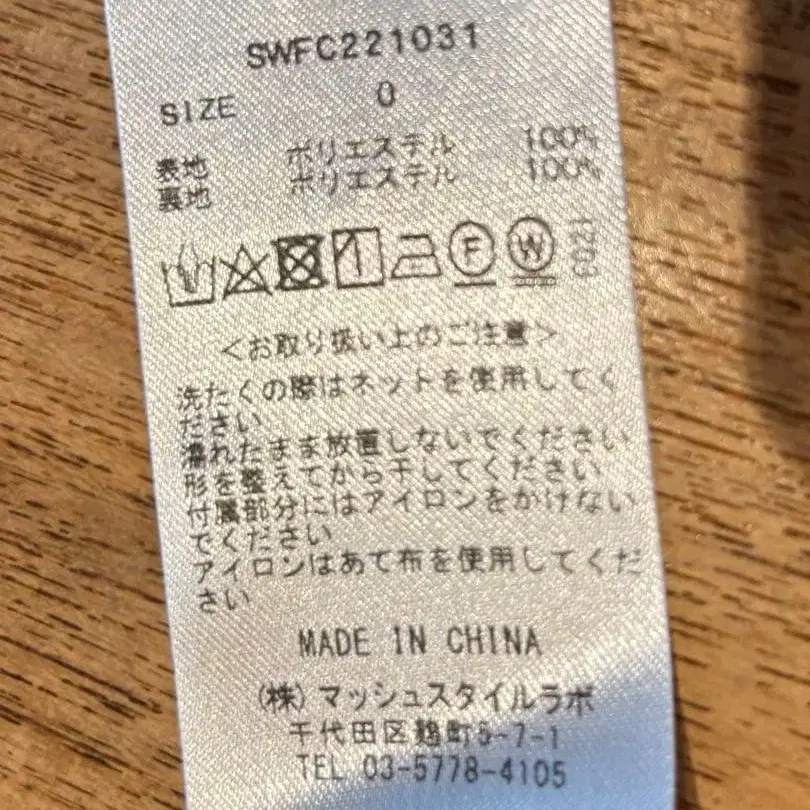 SWFC221031
SIZE 0
表地 ポリエステル 100%
裏地 ポリエステル 100%
F W
<お取り扱い上のご注意>
洗たくの際はネットを使用してく
ださい
濡れたまま放置しないでください
形を整えてから干してください
付属部分にはアイロンをかけない
でください
アイロンはあて布を使用してくだ
さい
MADE IN CHINA
(株)マッシュスタイルラボ
千代田区麹町5-7-1
TEL 03-5778-4105